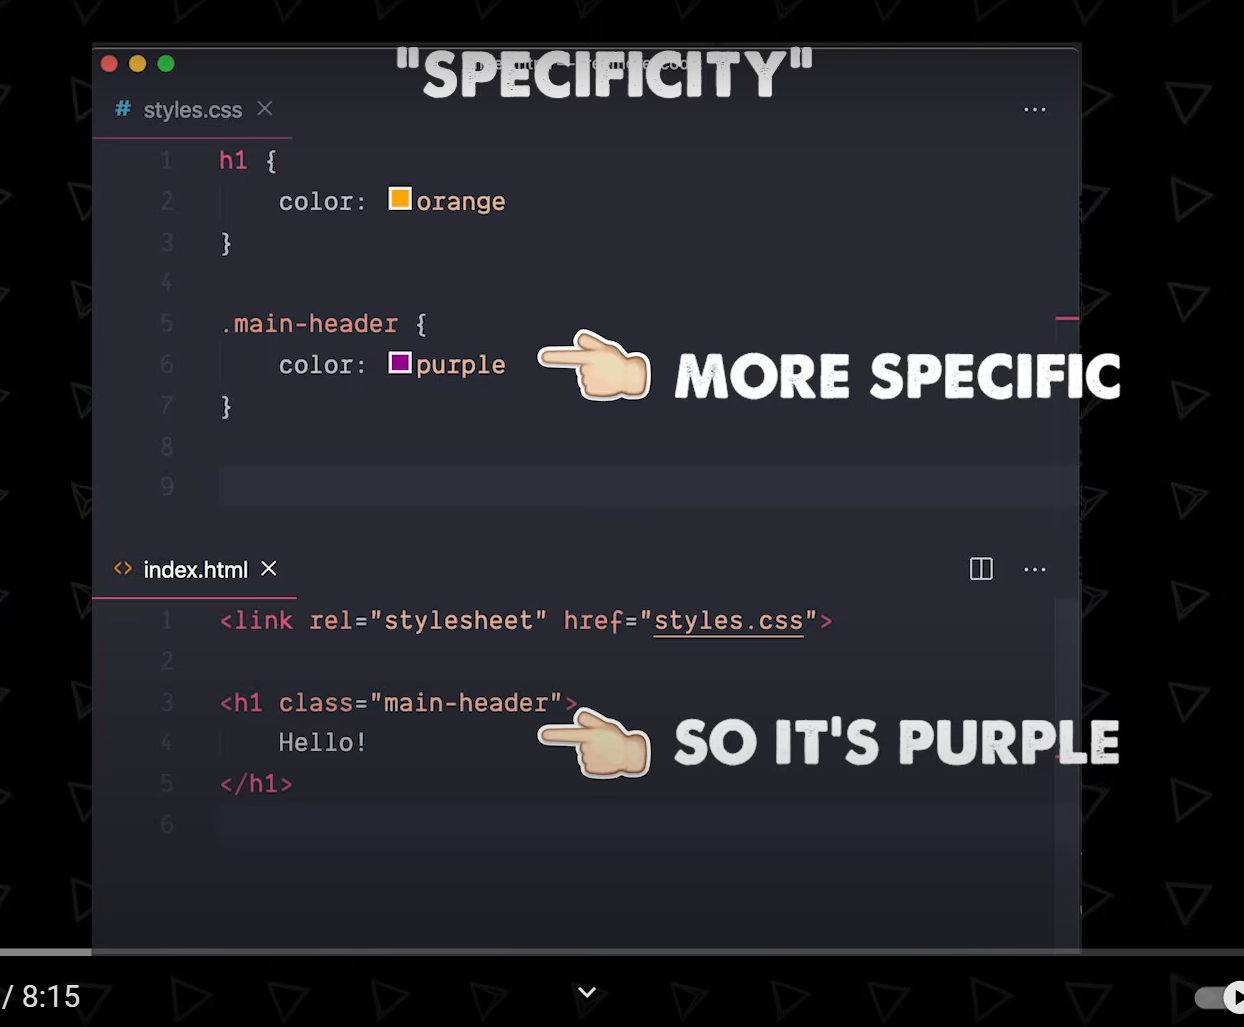 "SPECIFICITY"
# styles.css ×
...
1 h1 {
2 color: orange
3 }
4
5 .main-header {
6 color: purple
MORE SPECIFIC
7 }
8
9
<> index.html ×
...
1 <link rel="stylesheet" href="styles.css">
2
3 <h1 class="main-header">
4 Hello!
SO IT'S PURPLE
5 </h1>
6
/ 8:15